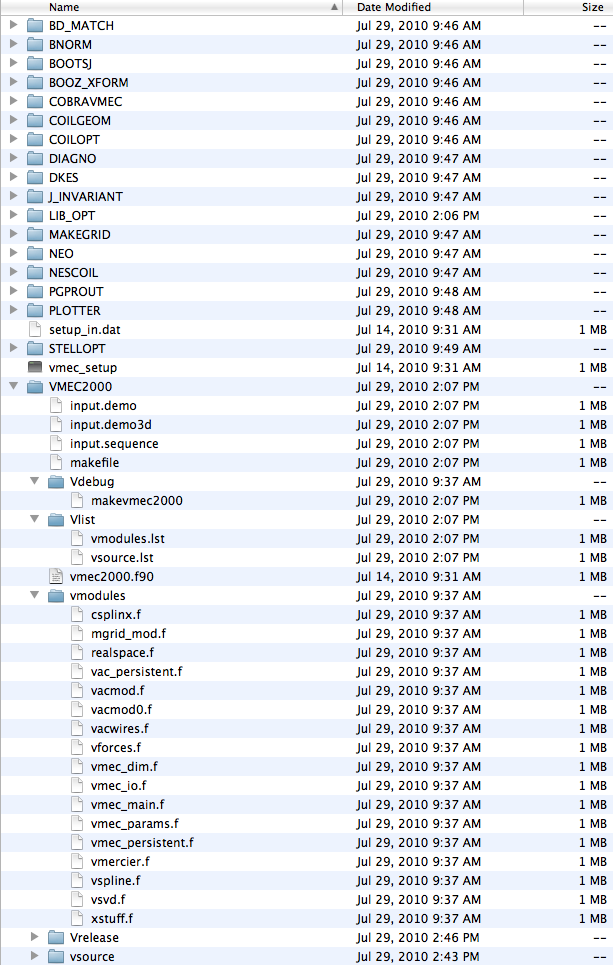 Name Date Modified Size
BD_MATCH Jul 29, 2010 9:46 AM --
BNORM Jul 29, 2010 9:46 AM --
BOOTSJ Jul 29, 2010 9:46 AM --
BOOZ_XFORM Jul 29, 2010 9:46 AM --
COBRAVMEC Jul 29, 2010 9:46 AM --
COILGEOM Jul 29, 2010 9:46 AM --
COILOPT Jul 29, 2010 9:46 AM --
DIAGNO Jul 29, 2010 9:47 AM --
DKES Jul 29, 2010 9:47 AM --
J_INVARIANT Jul 29, 2010 9:47 AM --
LIB_OPT Jul 29, 2010 2:06 PM --
MAKEGRID Jul 29, 2010 9:47 AM --
NEO Jul 29, 2010 9:47 AM --
NESCOIL Jul 29, 2010 9:47 AM --
PGPROUT Jul 29, 2010 9:48 AM --
PLOTTER Jul 29, 2010 9:48 AM --
setup_in.dat Jul 14, 2010 9:31 AM 1 MB
STELLOPT Jul 29, 2010 9:49 AM --
vmec_setup Jul 14, 2010 9:31 AM 1 MB
VMEC2000 Jul 29, 2010 2:07 PM --
input.demo Jul 29, 2010 2:07 PM 1 MB
input.demo3d Jul 29, 2010 2:07 PM 1 MB
input.sequence Jul 29, 2010 2:07 PM 1 MB
makefile Jul 29, 2010 2:07 PM 1 MB
Vdebug Jul 29, 2010 9:37 AM --
makevmec2000 Jul 29, 2010 2:07 PM 1 MB
Vlist Jul 29, 2010 2:07 PM --
vmodules.lst Jul 29, 2010 2:07 PM 1 MB
vsource.lst Jul 29, 2010 2:07 PM 1 MB
vmec2000.f90 Jul 14, 2010 9:31 AM 1 MB
vmodules Jul 29, 2010 9:37 AM --
csplinx.f Jul 29, 2010 9:37 AM 1 MB
mgrid_mod.f Jul 29, 2010 9:37 AM 1 MB
realspace.f Jul 29, 2010 9:37 AM 1 MB
vac_persistent.f Jul 29, 2010 9:37 AM 1 MB
vacmod.f Jul 29, 2010 9:37 AM 1 MB
vacmod0.f Jul 29, 2010 9:37 AM 1 MB
vacwires.f Jul 29, 2010 9:37 AM 1 MB
vforces.f Jul 29, 2010 9:37 AM 1 MB
vmec_dim.f Jul 29, 2010 9:37 AM 1 MB
vmec_io.f Jul 29, 2010 9:37 AM 1 MB
vmec_main.f Jul 29, 2010 9:37 AM 1 MB
vmec_params.f Jul 29, 2010 9:37 AM 1 MB
vmec_persistent.f Jul 29, 2010 9:37 AM 1 MB
vmercier.f Jul 29, 2010 9:37 AM 1 MB
vspline.f Jul 29, 2010 9:37 AM 1 MB
vsvd.f Jul 29, 2010 9:37 AM 1 MB
xstuff.f Jul 29, 2010 9:37 AM 1 MB
Vrelease Jul 29, 2010 2:46 PM --
vsource Jul 29, 2010 2:43 PM --